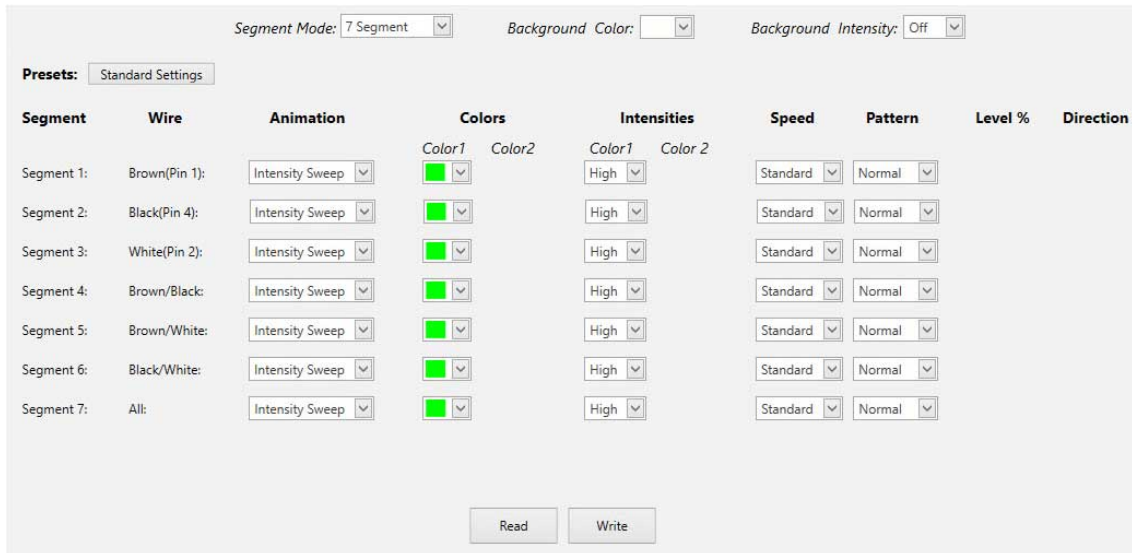 Segment Mode: 7 Segment Background Color: Background Intensity: Off
Presets: Standard Settings
Segment Wire Animation Colors Intensities Speed Pattern Level % Direction
Color1 Color2 Color1 Color 2
Segment 1: Brown(Pin 1): Intensity Sweep High Standard Normal
Segment 2: Black(Pin 4): Intensity Sweep High Standard Normal
Segment 3: White(Pin 2): Intensity Sweep High Standard Normal
Segment 4: Brown/Black: Intensity Sweep High Standard Normal
Segment 5: Brown/White: Intensity Sweep High Standard Normal
Segment 6: Black/White: Intensity Sweep High Standard Normal
Segment 7: All: Intensity Sweep High Standard Normal
Read Write